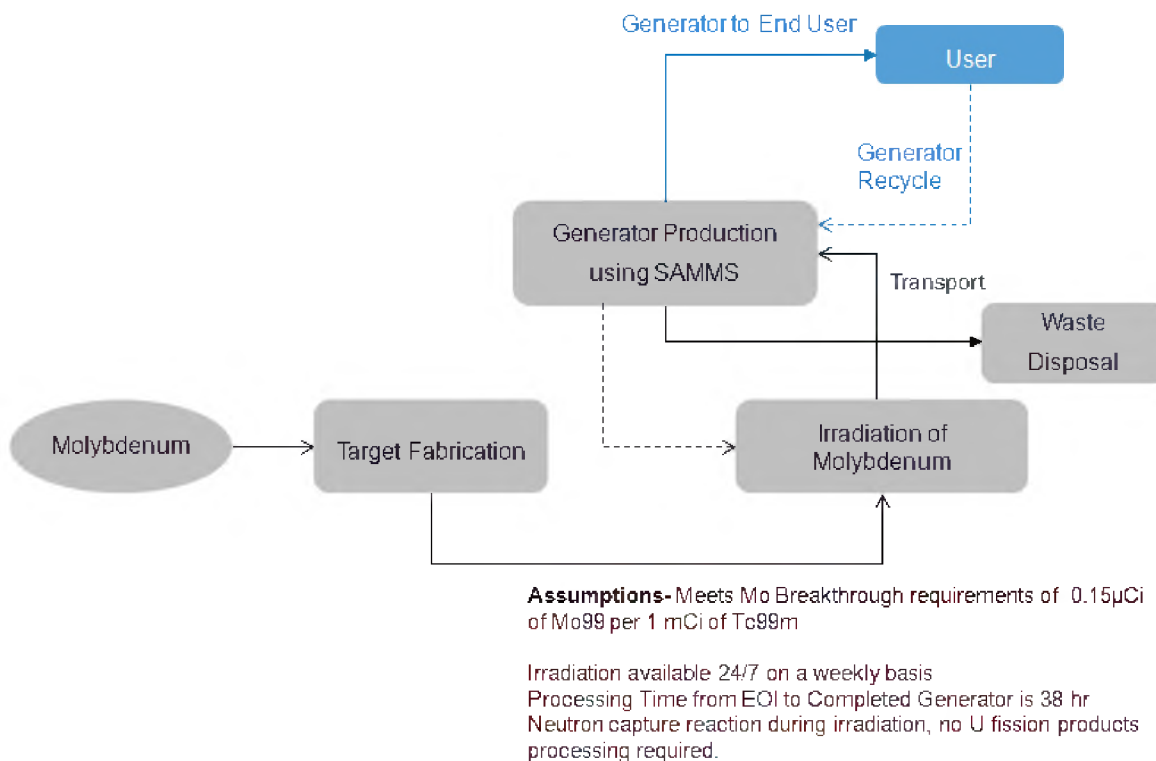 Generator to End User
User
Generator
Recycle
Generator Production
using SAMMS
Transport
Waste
Disposal
Molybdenum
Target Fabrication
Irradiation of
Molybdenum
Assumptions- Meets Mo Breakthrough requirements of 0.15µCi
of Mo99 per 1 mCi of Tc99m
Irradiation available 24/7 on a weekly basis
Processing Time from EOI to Completed Generator is 38 hr
Neutron capture reaction during irradiation, no U fission products
processing required.